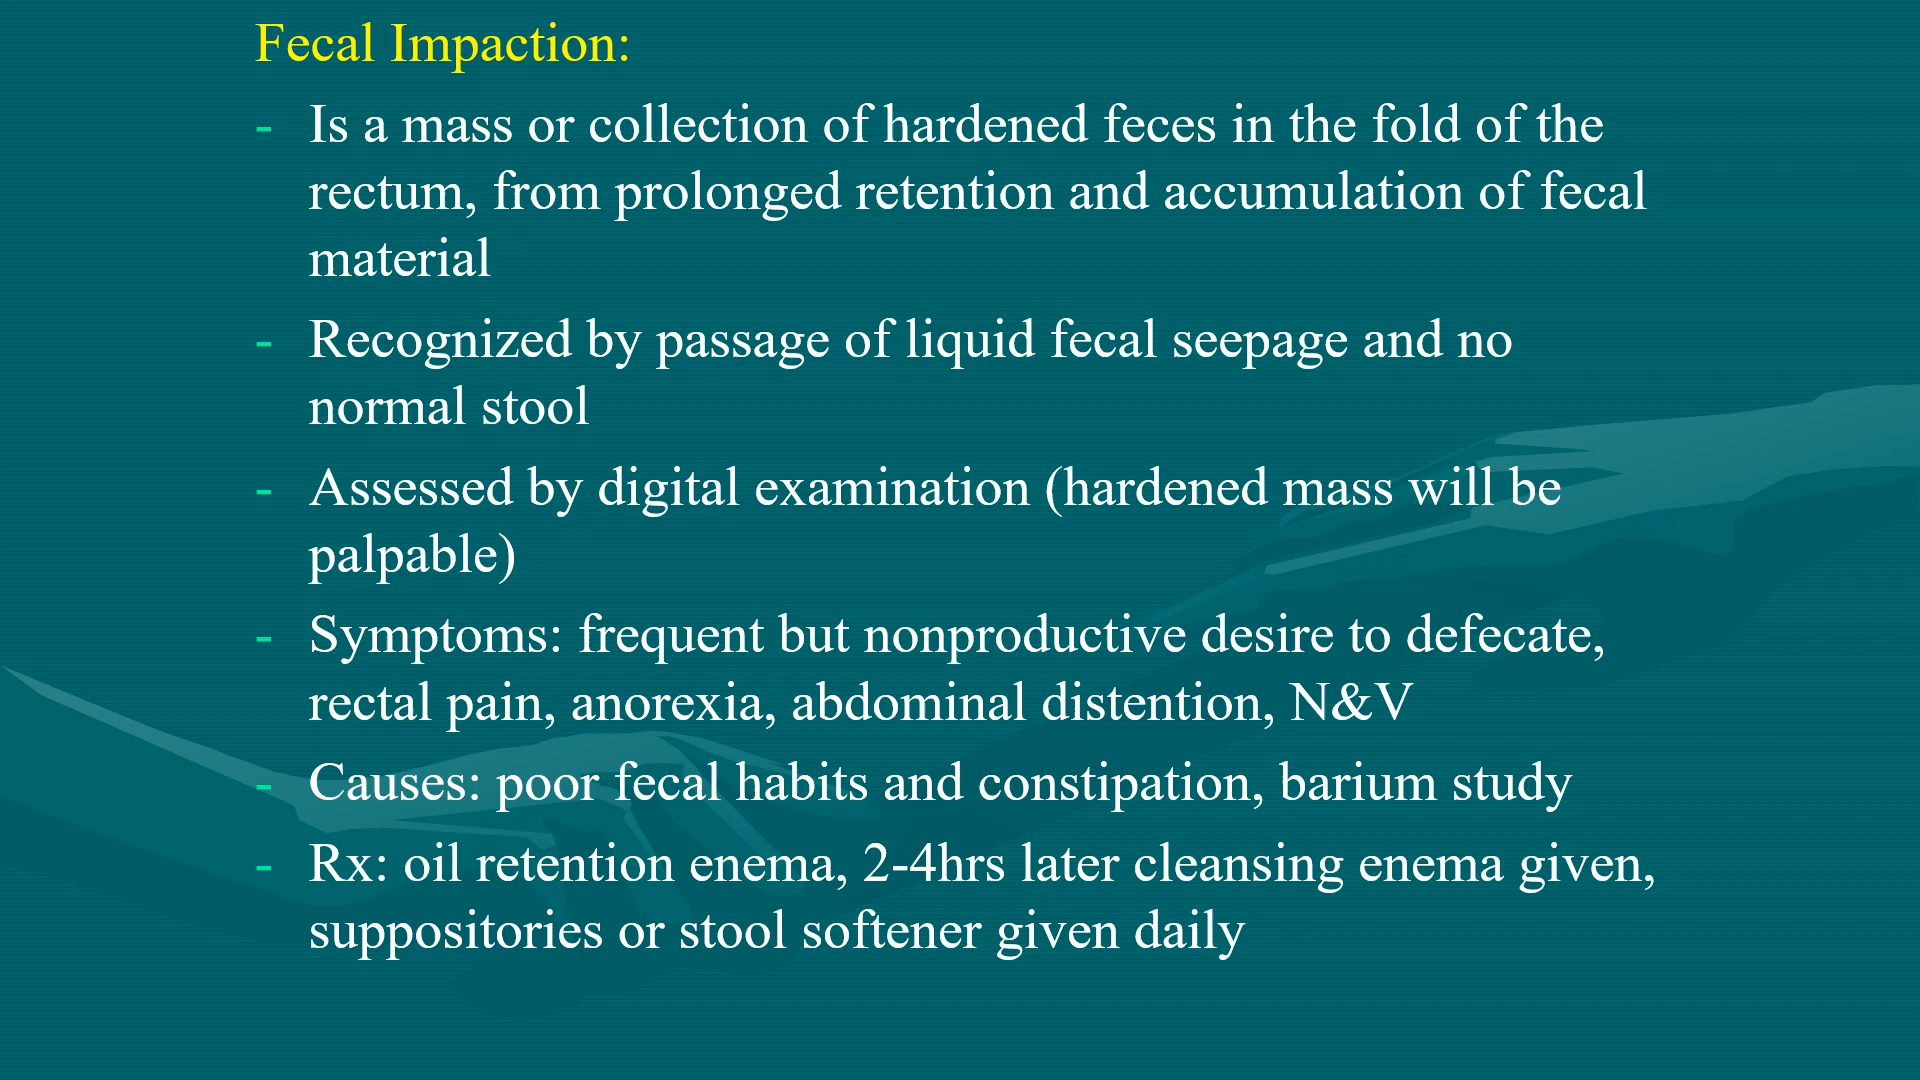 Fecal Impaction:
- Is a mass or collection of hardened feces in the fold of the
rectum, from prolonged retention and accumulation of fecal
material
- Recognized by passage of liquid fecal seepage and no
normal stool
- Assessed by digital examination (hardened mass will be
palpable)
- Symptoms: frequent but nonproductive desire to defecate,
rectal pain, anorexia, abdominal distention, N&V
- Causes: poor fecal habits and constipation, barium study
- Rx: oil retention enema, 2-4hrs later cleansing enema given,
suppositories or stool softener given daily